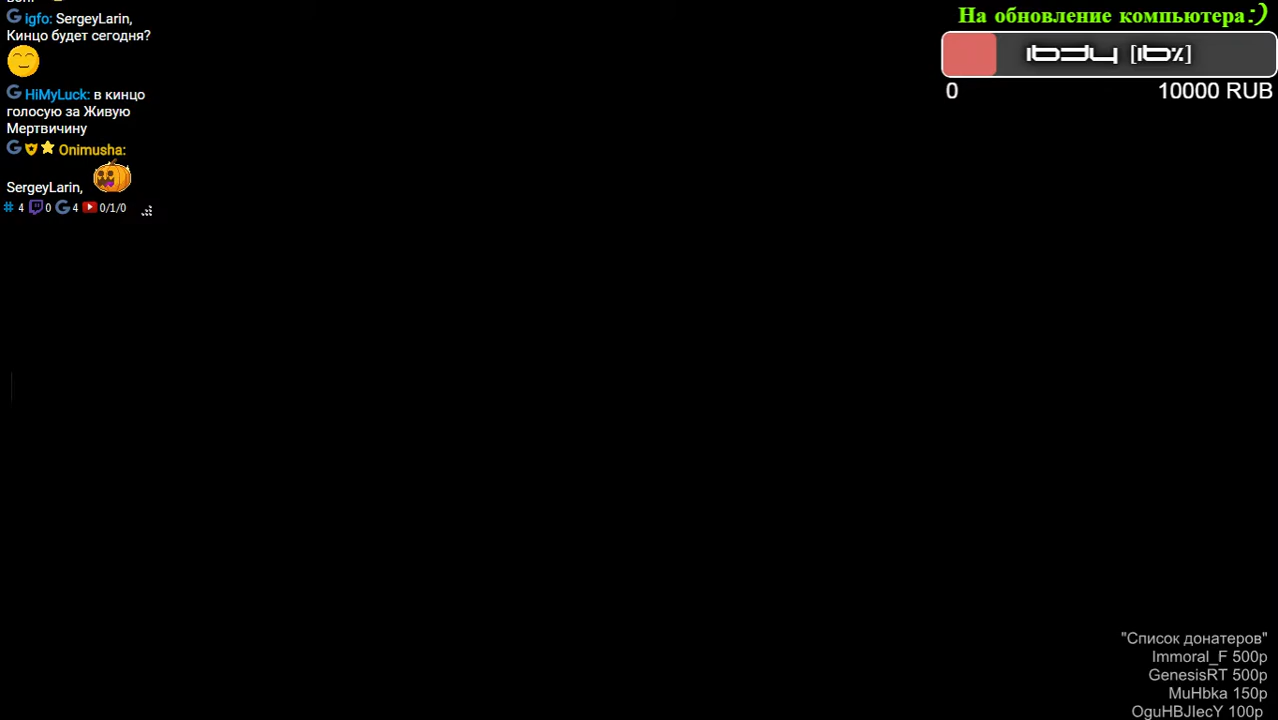 igfo: SergeyLarin,
Кинцо будет сегодня?
HiMyLuck: в кинцо
голосую за Живую
Мертвичину
Onimusha:
SergeyLarin,
4 0 4 0/1/0
На обновление компьютера:)
1634 [16%]
0 10000 RUB
"Список донатеров"
Immoral_F 500р
GenesisRT 500р
MuHbka 150р
OguHBJIecY 100р